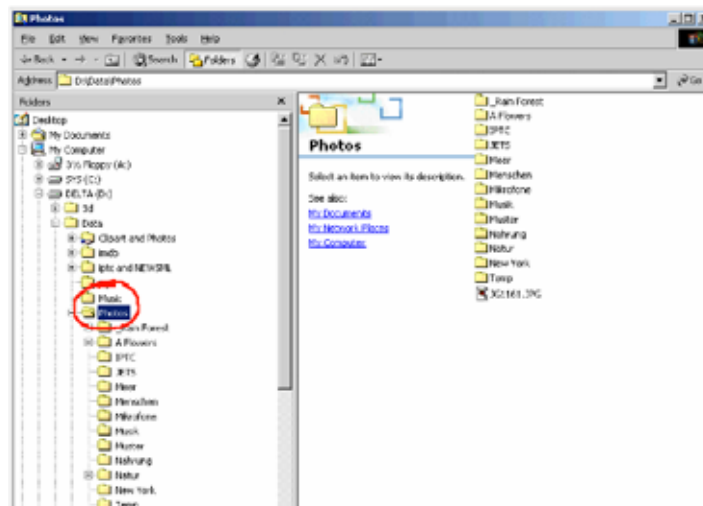 Photos
File Edit View Favorites Tools Help
Back Search Folders
Address D:\Data\Photos Go
Folders
Desktop
My Documents
My Computer
3½ Floppy (A:)
SYS (C:)
DELTA (D:)
3d
Data
Clipart and Photos
imdb
iptc and NEWSML
Music
Photos
_Rain Forest
A Flowers
IPTC
JETS
Meer
Menschen
Mikrofone
Musik
Muster
Nahrung
Natur
New York
Temp
Photos
Select an item to view its description.
See also:
My Documents
My Network Places
My Computer
_Rain Forest
A Flowers
IPTC
JETS
Meer
Menschen
Mikrofone
Musik
Muster
Nahrung
Natur
New York
Temp